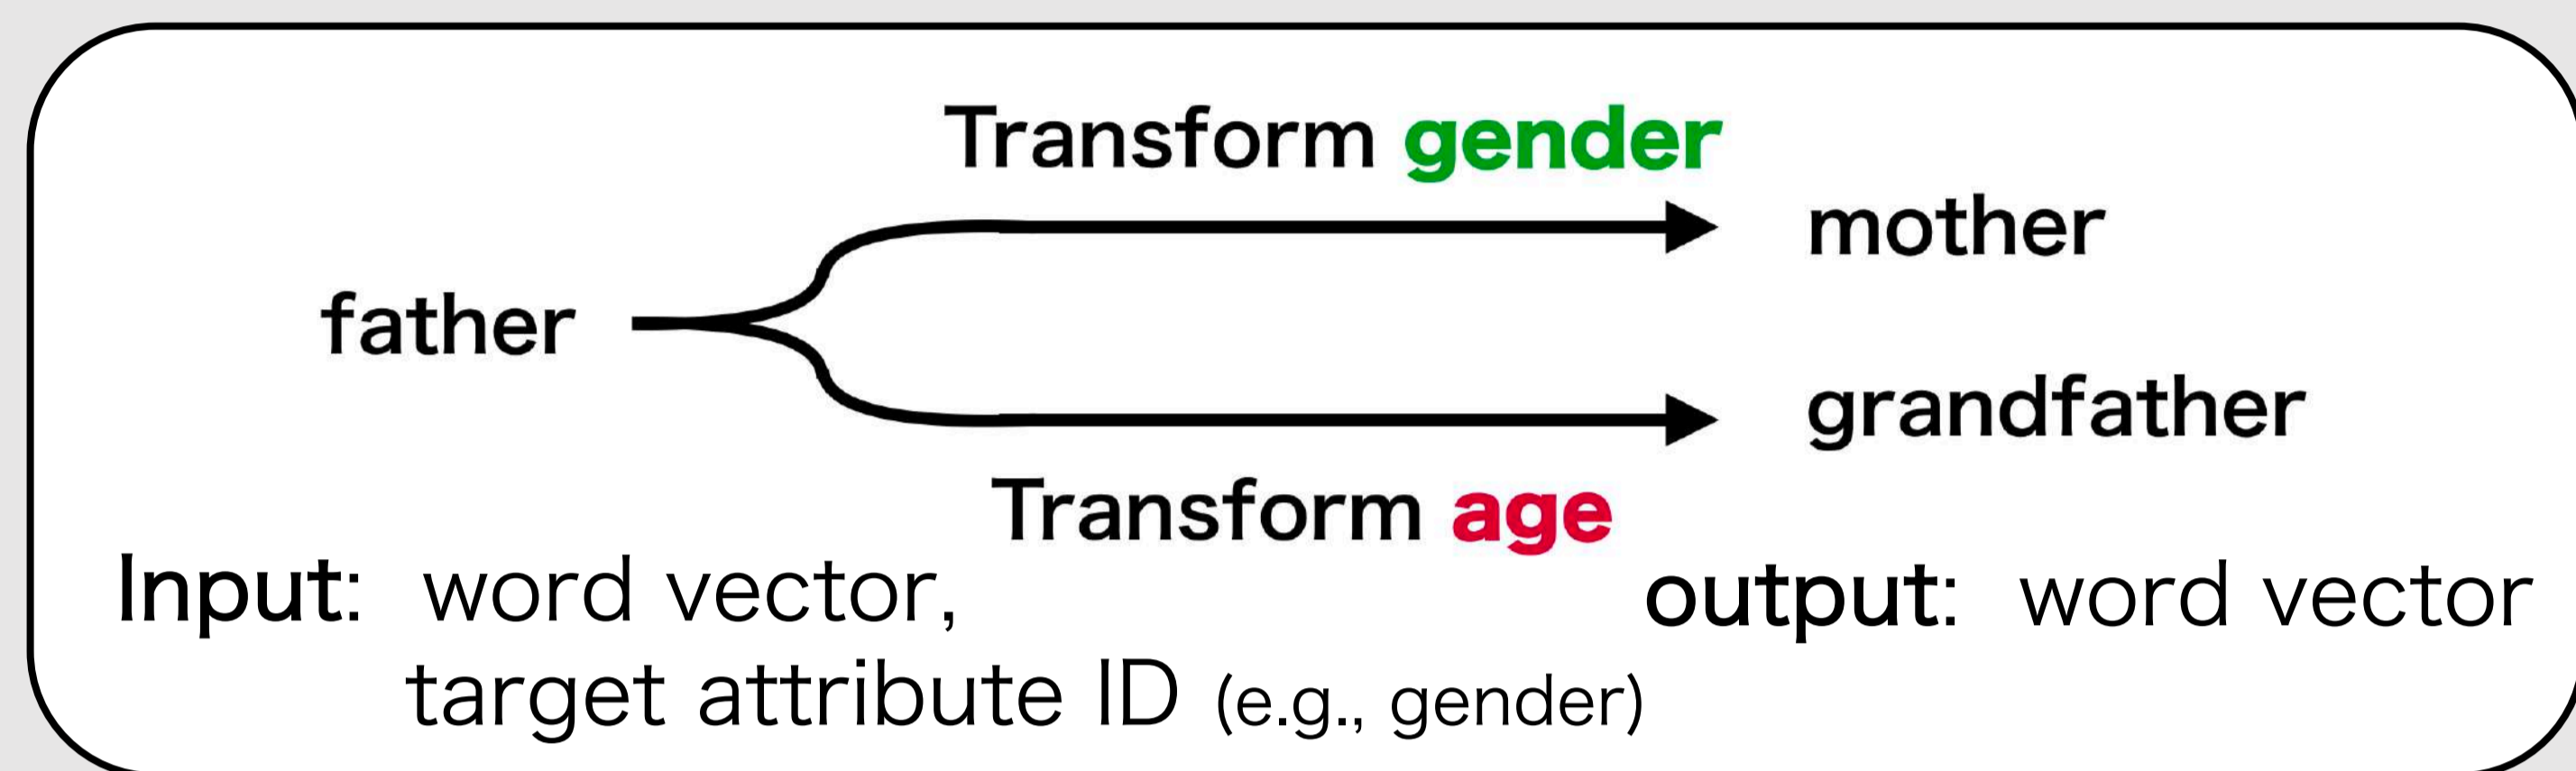 Transform gender
mother
father
grandfather
Transform age
Input: word vector,
output: word vector
target attribute ID (e.g., gender)